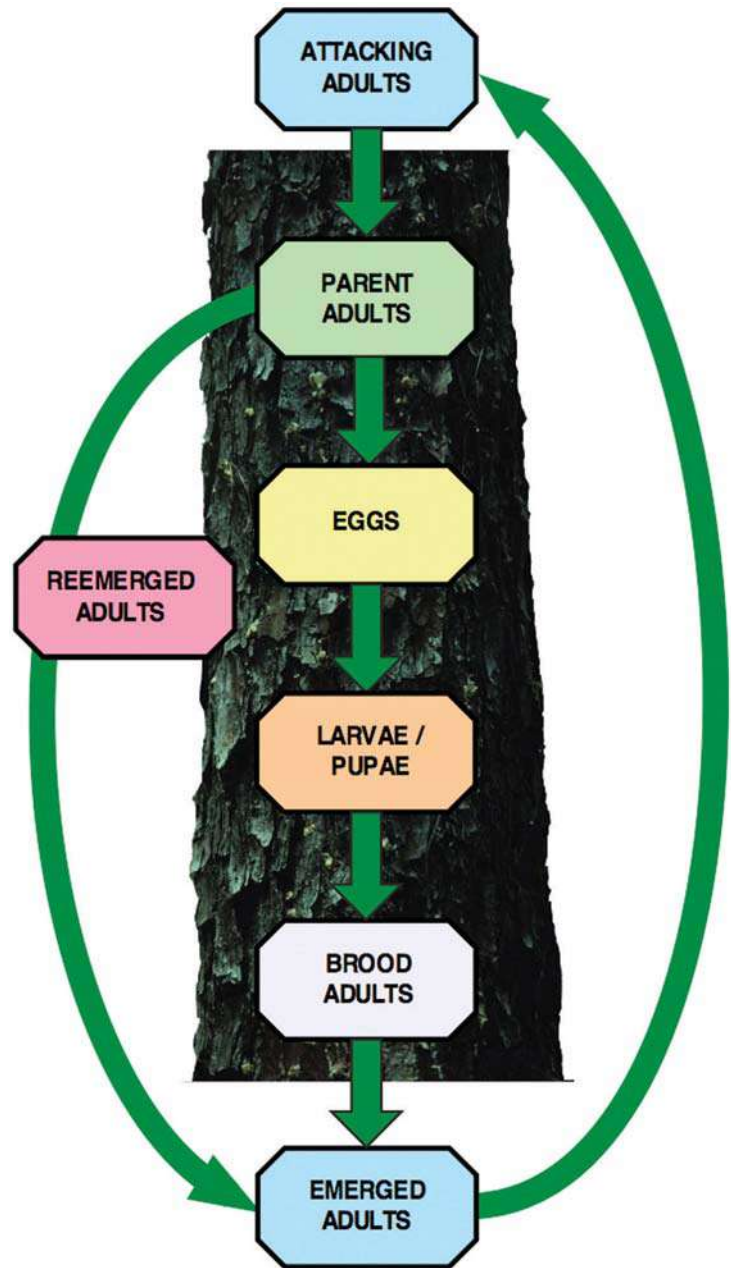 ATTACKING
ADULTS
PARENT
ADULTS
EGGS
REEMERGED
ADULTS
LARVAE /
PUPAE
BROOD
ADULTS
EMERGED
ADULTS